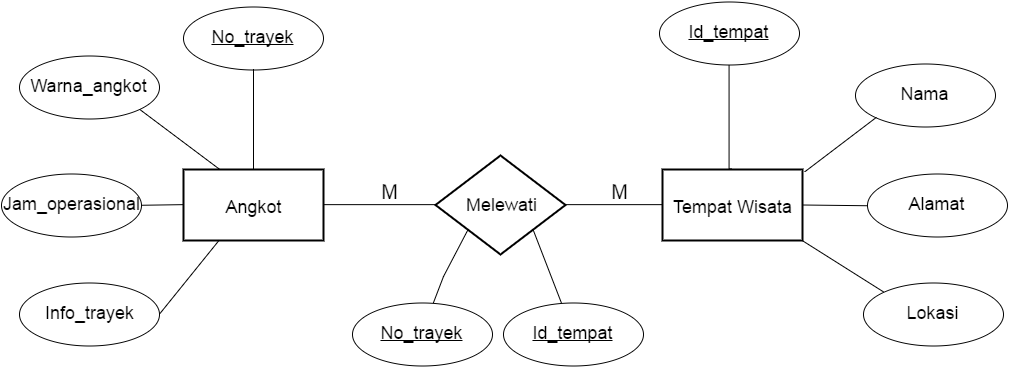 No_trayek
Id_tempat
Warna_angkot
Nama
Jam_operasional
Angkot
M
Melewati
M
Tempat Wisata
Alamat
Info_trayek
Lokasi
No_trayek
Id_tempat